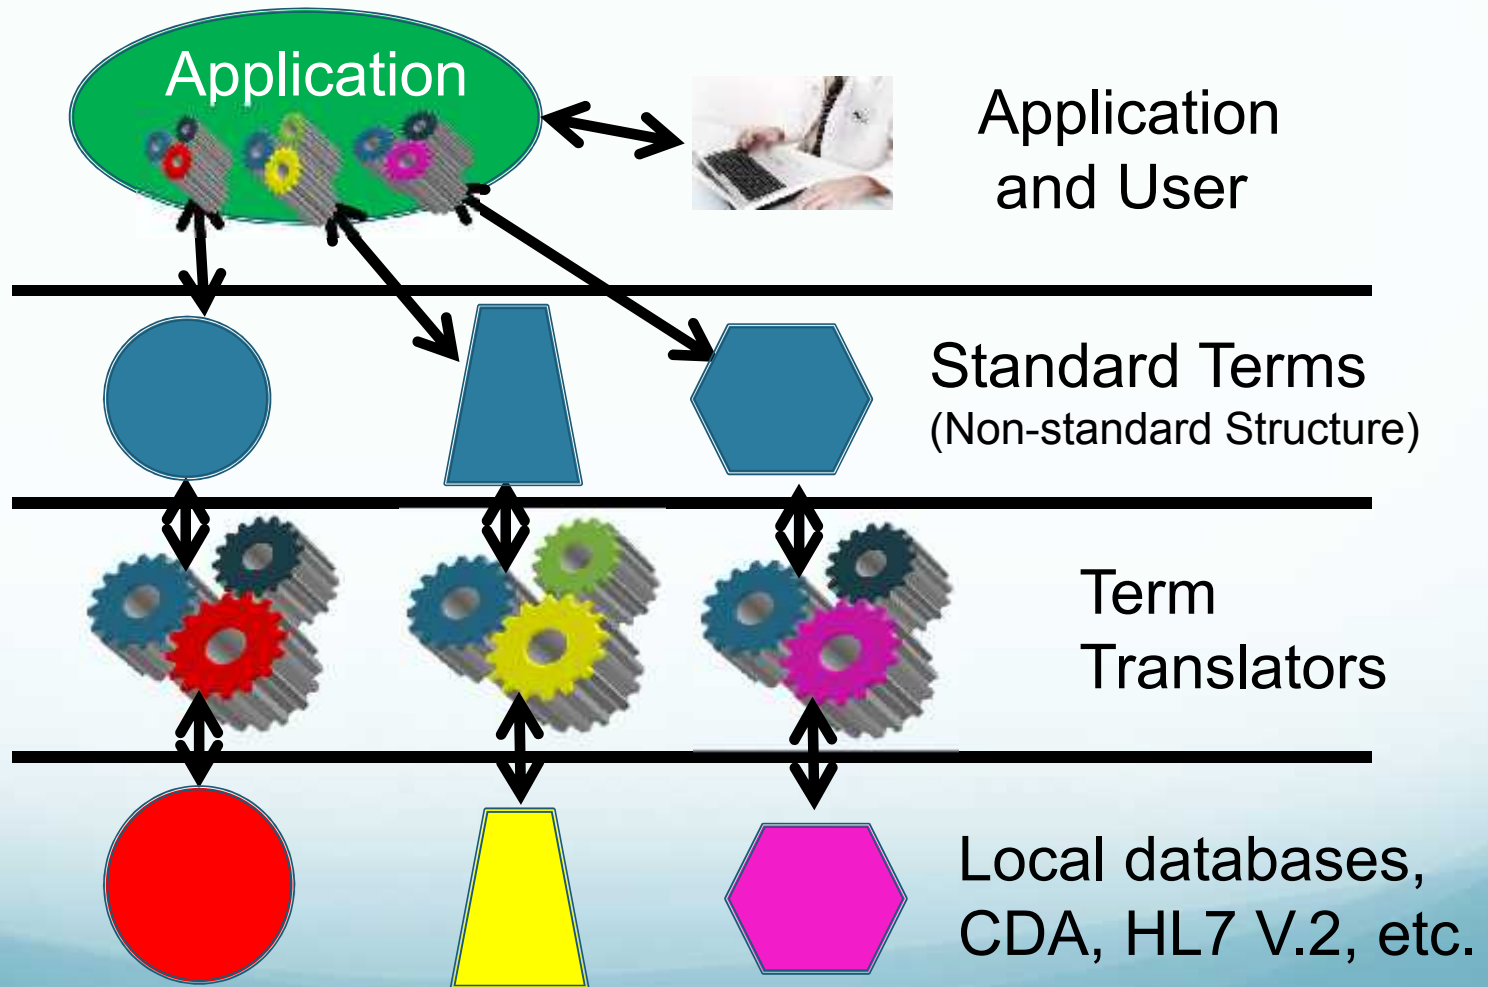 Application
Application
and User
Standard Terms
(Non-standard Structure)
Term
Translators
Local databases,
CDA, HL7 V.2, etc.